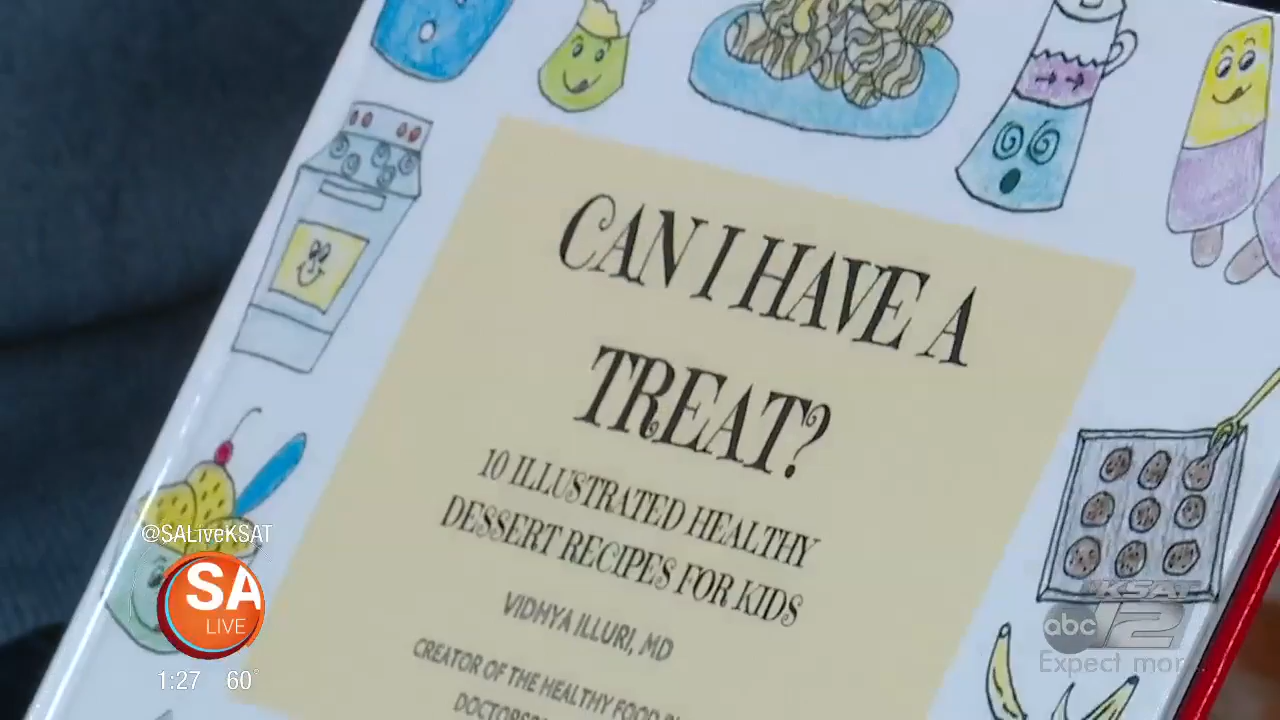 CAN I HAVE A
TREAT?
10 ILLUSTRATED HEALTHY
DESSERT RECIPES FOR KIDS
VIDHYA ILLURI, MD
CREATOR OF THE HEALTHY FOOD
@SALiveKSAT
SA
LIVE
1:27 60°
KSAT
abc 12
Expect mor